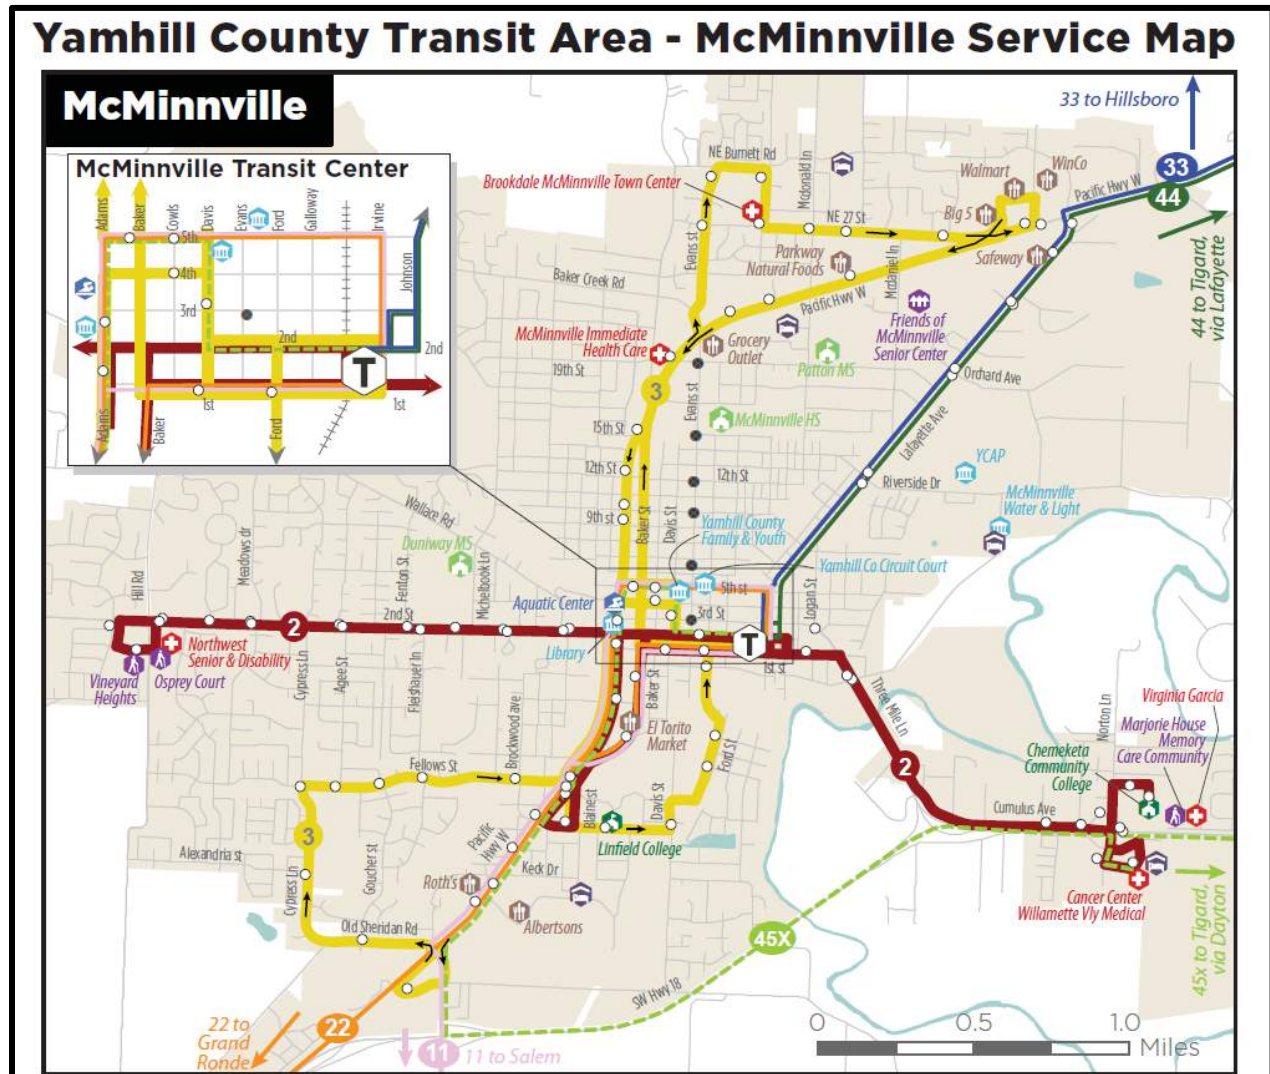 Yamhill County Transit Area - McMinnville Service Map
McMinnville
33 to Hillsboro
McMinnville Transit Center
Adams
Baker
Cowls
Davis
Evans
Ford
Galloway
Irvine
5th
4th
3rd
2nd
2nd
1st
1st
Johnson
T
Adams
Baker
Ford
NE Burnett Rd
Mcdonald Ln
Walmart
WinCo
33
44
Pacific Hwy W
Brookdale McMinnville Town Center
Big 5
NE 27 St
Evans st
Parkway
Natural Foods
Mcdaniel Ln
Safeway
44 to Tigard,
via Lafayette
Baker Creek Rd
Pacific Hwy W
Friends of
McMinnville
Senior Center
McMinnville Immediate
Health Care
Grocery
Outlet
19th St
Patton MS
Orchard Ave
3
Evans st
McMinnville HS
15th St
Lafayette Ave
12th St
12th St
YCAP
Riverside Dr
McMinnville
Water & Light
9th st
Baker St
Davis St
Wallace Rd
Yamhill County
Family & Youth
Duniway MS
Yamhill Co Circuit Court
Meadows dr
Hill Rd
Fenton St
Michelbook Ln
5th st
Logan St
Aquatic Center
2nd St
3rd St
2
T
Northwest
Senior & Disability
Library
1st st
Vineyard
Heights
Osprey Court
Cypress Ln
Agee St
Fleishauer ln
Baker St
Three Mile Ln
Norton Ln
Virginia Garcia
Brockwood ave
El Torito
Market
Marjorie House
Memory
Care Community
Chemeketa
Community
College
Ford St
Fellows St
2
Blainest
Davis St
Cumulus Ave
3
Pacific
Hwy W
Linfield College
Alexandria st
Goucher st
Cypress Ln
Keck Dr
Roth's
Cancer Center
Willamette Vly Medical
Albertsons
Old Sheridan Rd
45X
45x to Tigard,
via Dayton
SW Hwy 18
22 to
Grand
Ronde
22
11
11 to Salem
0 0.5 1.0
Miles